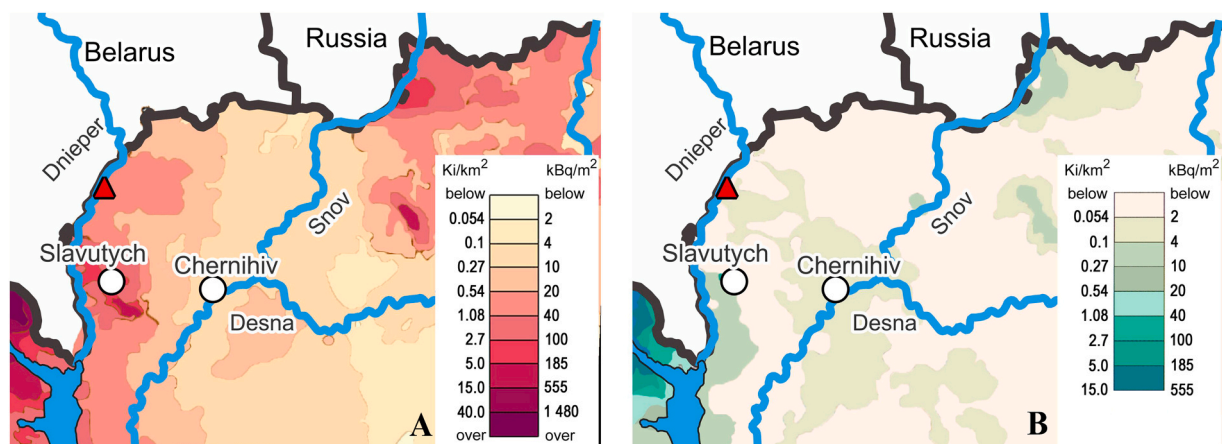 Belarus
Russia
Dnieper
Snov
Slavutych
Chernihiv
Desna
Ki/km²
kBq/m²
below
below
0.054
2
0.1
4
0.27
10
0.54
20
1.08
40
2.7
100
5.0
185
15.0
555
40.0
1 480
over
over
A
Belarus
Russia
Dnieper
Snov
Slavutych
Chernihiv
Desna
Ki/km²
kBq/m²
below
below
0.054
2
0.1
4
0.27
10
0.54
20
1.08
40
2.7
100
5.0
185
15.0
555
B